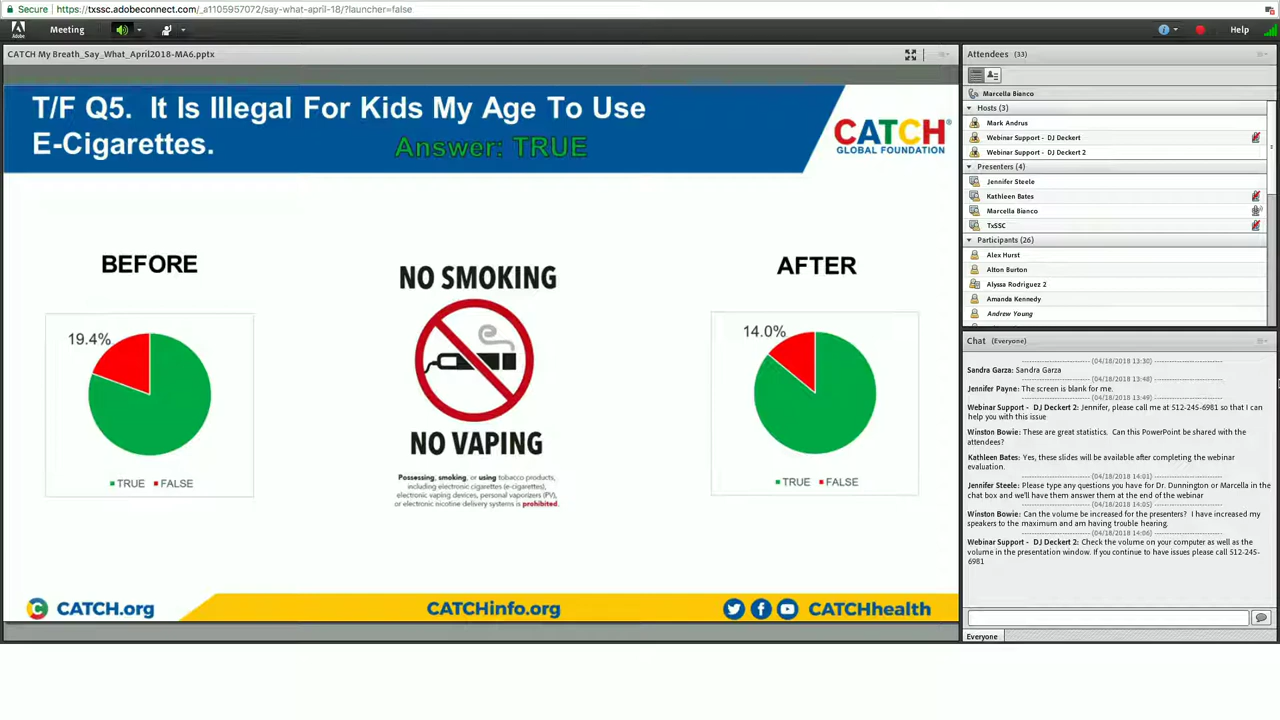 Secure https://txssc.adobeconnect.com/_a1105957072/say-what-april-18/?launcher=false
Adobe Meeting Help
CATCH My Breath_Say_What_April2018-MA6.pptx
T/F Q5. It Is Illegal For Kids My Age To Use
E-Cigarettes. Answer: TRUE
CATCH®
GLOBAL FOUNDATION
BEFORE
19.4%
TRUE FALSE
NO SMOKING
NO VAPING
Possessing, smoking, or using tobacco products,
including electronic cigarettes (e-cigarettes),
electronic vaping devices, personal vaporizers (PV),
or electronic nicotine delivery systems is prohibited.
AFTER
14.0%
TRUE FALSE
C CATCH.org
CATCHinfo.org
CATCHhealth
Attendees (33)
Marcella Bianco
Hosts (3)
Mark Andrus
Webinar Support - DJ Deckert
Webinar Support - DJ Deckert 2
Presenters (4)
Jennifer Steele
Kathleen Bates
Marcella Bianco
TxSSC
Participants (26)
Alex Hurst
Alton Burton
Alyssa Rodriguez 2
Amanda Kennedy
Andrew Young
Chat (Everyone)
(04/18/2018 13:30)
Sandra Garza: Sandra Garza
(04/18/2018 13:48)
Jennifer Payne: The screen is blank for me.
(04/18/2018 13:49)
Webinar Support - DJ Deckert 2: Jennifer, please call me at 512-245-6981 so that I can
help you with this issue
Winston Bowie: These are great statistics. Can this PowerPoint be shared with the
attendees?
Kathleen Bates: Yes, these slides will be available after completing the webinar
evaluation.
(04/18/2018 14:01)
Jennifer Steele: Please type any questions you have for Dr. Dunnington or Marcella in the
chat box and we'll have them answer them at the end of the webinar
(04/18/2018 14:05)
Winston Bowie: Can the volume be increased for the presenters? I have increased my
speakers to the maximum and am having trouble hearing.
(04/18/2018 14:06)
Webinar Support - DJ Deckert 2: Check the volume on your computer as well as the
volume in the presentation window. If you continue to have issues please call 512-245-
6981
Everyone